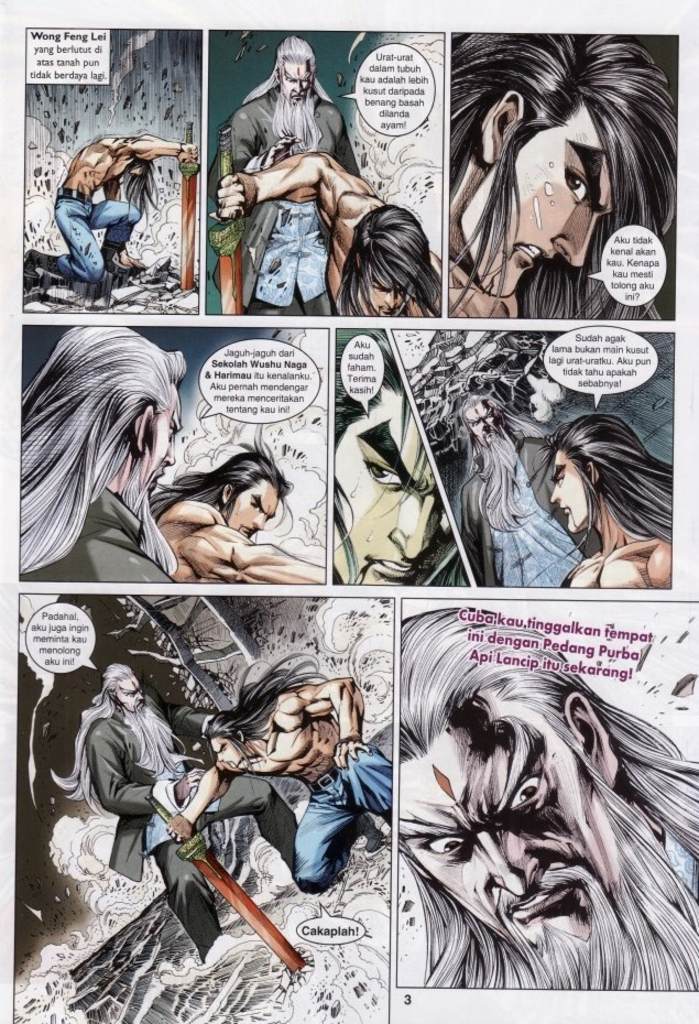 Wong Feng Lei
yang berlutut di
atas tanah pun
tidak berdaya lagi.
Urat-urat
dalam tubuh
kau adalah lebih
kusut daripada
benang basah
dilanda
ayam!
Aku tidak
kenal akan
kau. Kenapa
kau mesti
tolong aku
ini?
Jaguh-jaguh dari
Sekolah Wushu Naga
& Harimau itu kenalanku.
Aku pernah mendengar
mereka menceritakan
tentang kau ini!
Aku
sudah
faham.
Terima
kasih!
Sudah agak
lama bukan main kusut
lagi urat-uratku. Aku pun
tidak tahu apakah
sebabnya!
Padahal,
aku juga ingin
meminta kau
menolong
aku ini!
Cakaplah!
Cuba kau tinggalkan tempat
ini dengan Pedang Purba
Api Lancip itu sekarang!
3